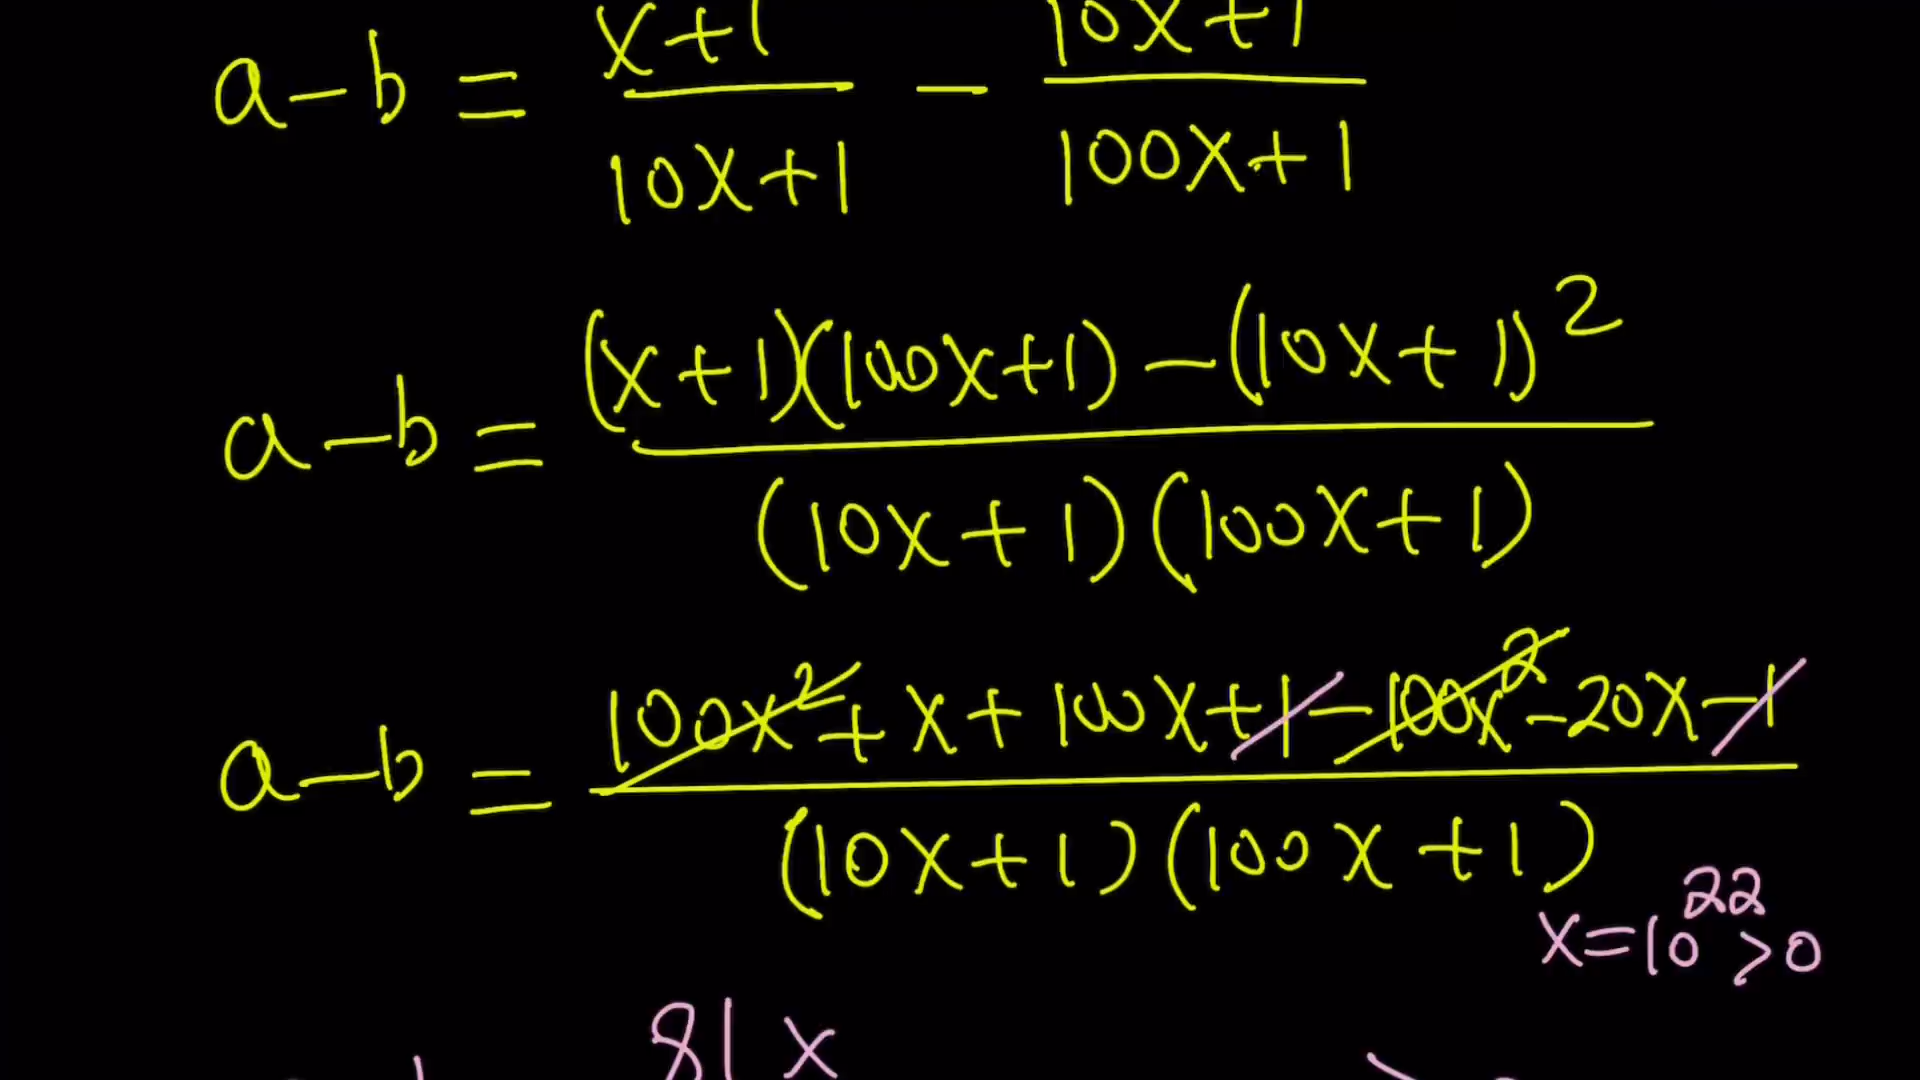 a-b = x+1/10x+1 - 10x+1/100x+1
a-b = (x+1)(100x+1)-(10x+1)²/(10x+1)(100x+1)
a-b = 100x²+x+100x+1-100x²-20x-1/(10x+1)(100x+1)
x=10²²>0
81x